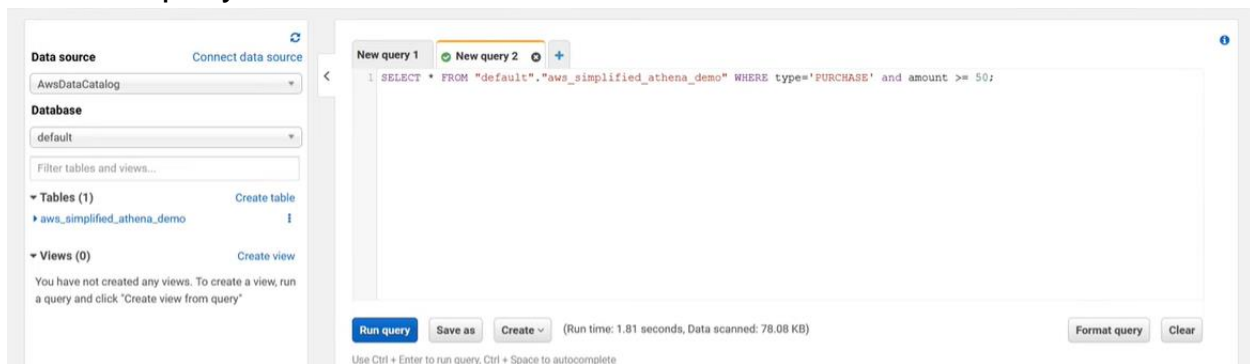 Data source Connect data source
AwsDataCatalog
Database
default
Filter tables and views...
Tables (1) Create table
aws_simplified_athena_demo
Views (0) Create view
You have not created any views. To create a view, run
a query and click "Create view from query"
New query 1 New query 2 +
1 SELECT * FROM "default"."aws_simplified_athena_demo" WHERE type='PURCHASE' and amount >= 50;
Run query Save as Create (Run time: 1.81 seconds, Data scanned: 78.08 KB) Format query Clear
Use Ctrl + Enter to run query, Ctrl + Space to autocomplete